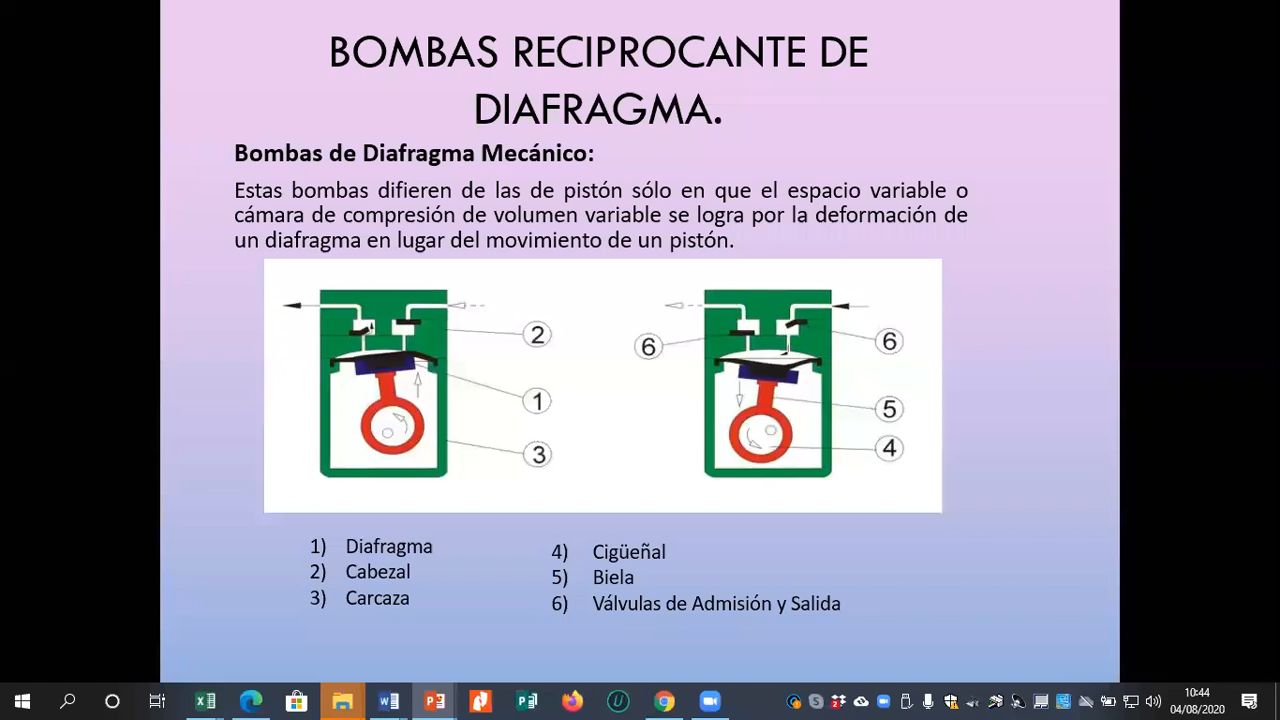 BOMBAS RECIPROCANTE DE
DIAFRAGMA.
Bombas de Diafragma Mecánico:
Estas bombas difieren de las de pistón sólo en que el espacio variable o
cámara de compresión de volumen variable se logra por la deformación de
un diafragma en lugar del movimiento de un pistón.
2
1
3
6
6
5
4
1) Diafragma
2) Cabezal
3) Carcaza
4) Cigüeñal
5) Biela
6) Válvulas de Admisión y Salida
10:44
04/08/2020